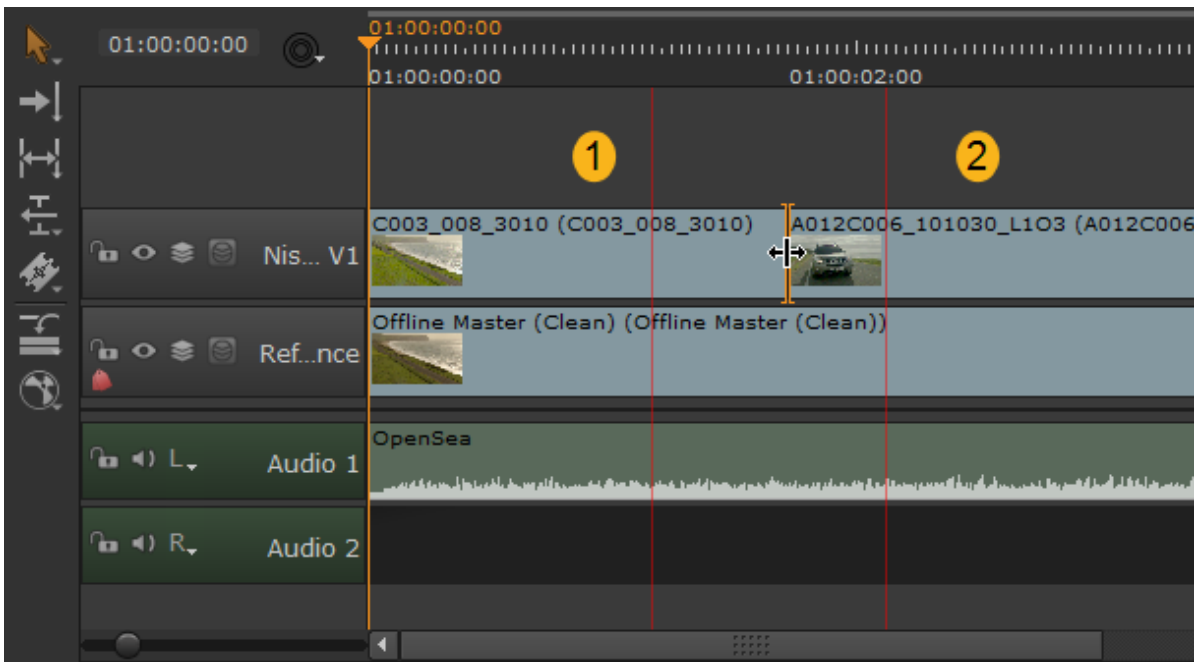 01:00:00:00
01:00:00:00
01:00:00:00
01:00:02:00
1
2
Nis... V1
C003_008_3010 (C003_008_3010)
A012C006_101030_L1O3 (A012C006
Ref...nce
Offline Master (Clean) (Offline Master (Clean))
L
Audio 1
OpenSea
R
Audio 2